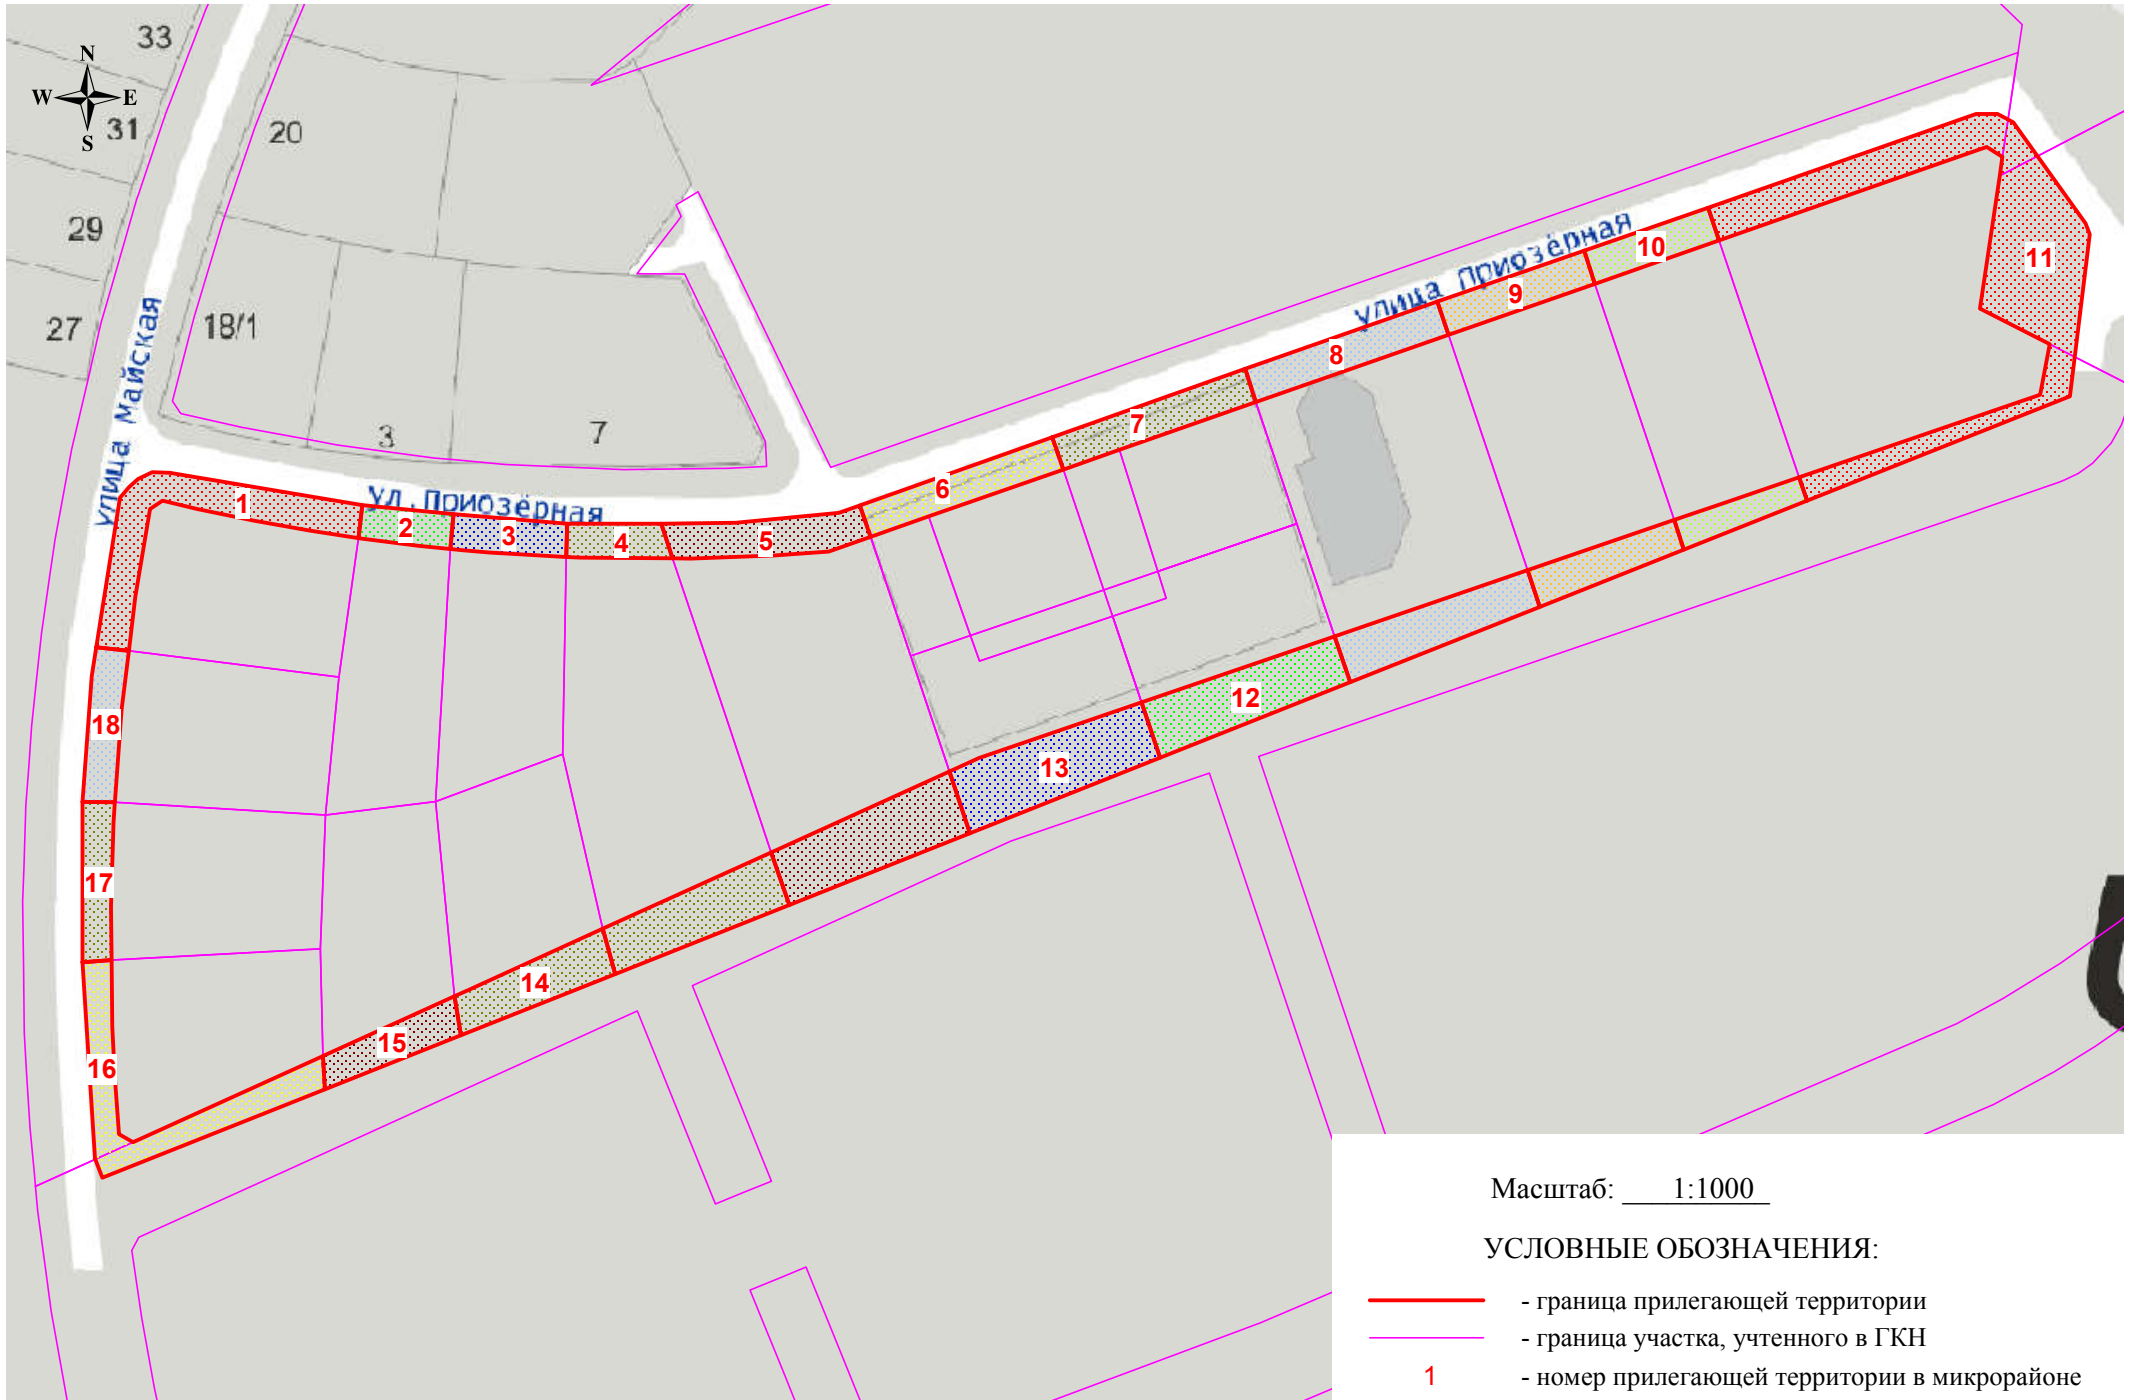 33
N
W E
S
31
20
29
27
18/1
3
7
улица Майская
ул. Приозёрная
улица Приозёрная
1
2
3
4
5
6
7
8
9
10
11
12
13
14
15
16
17
18
Масштаб: 1:1000
УСЛОВНЫЕ ОБОЗНАЧЕНИЯ:
- граница прилегающей территории
- граница участка, учтенного в ГКН
1 - номер прилегающей территории в микрорайоне